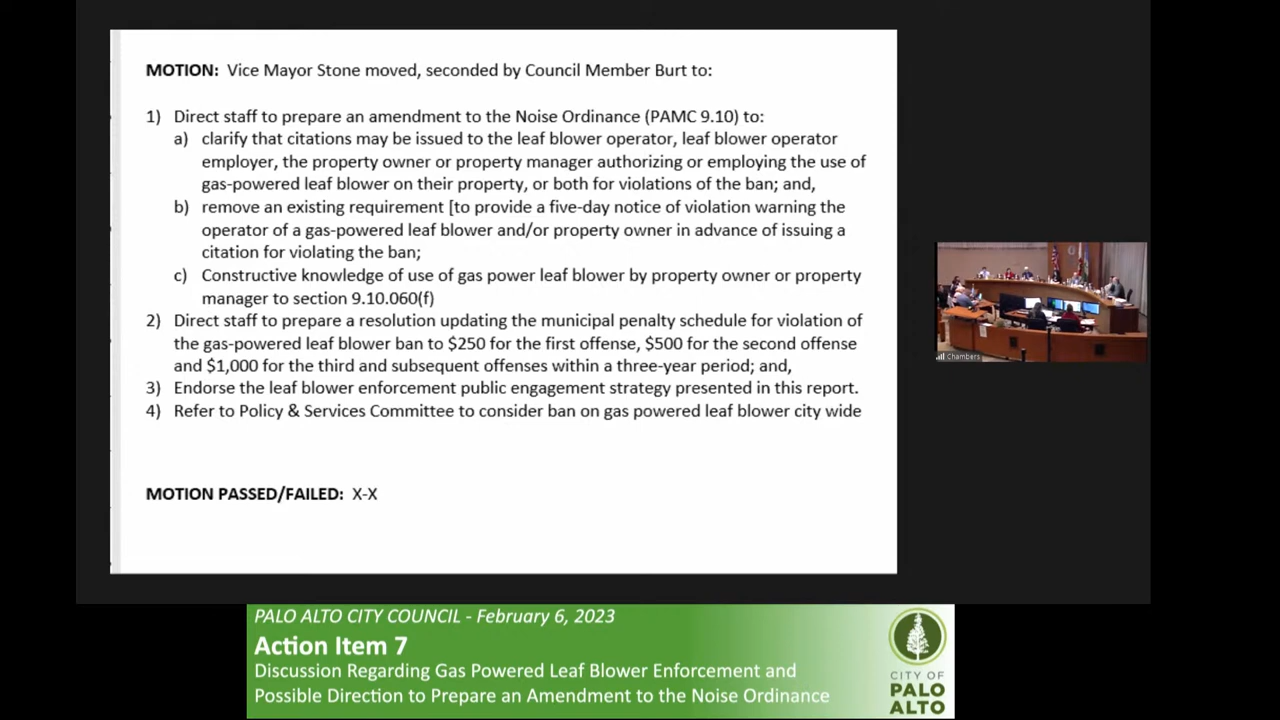 MOTION: Vice Mayor Stone moved, seconded by Council Member Burt to:
1) Direct staff to prepare an amendment to the Noise Ordinance (PAMC 9.10) to:
a) clarify that citations may be issued to the leaf blower operator, leaf blower operator
employer, the property owner or property manager authorizing or employing the use of
gas-powered leaf blower on their property, or both for violations of the ban; and,
b) remove an existing requirement [to provide a five-day notice of violation warning the
operator of a gas-powered leaf blower and/or property owner in advance of issuing a
citation for violating the ban;
c) Constructive knowledge of use of gas power leaf blower by property owner or property
manager to section 9.10.060(f)
2) Direct staff to prepare a resolution updating the municipal penalty schedule for violation of
the gas-powered leaf blower ban to $250 for the first offense, $500 for the second offense
and $1,000 for the third and subsequent offenses within a three-year period; and,
3) Endorse the leaf blower enforcement public engagement strategy presented in this report.
4) Refer to Policy & Services Committee to consider ban on gas powered leaf blower city wide
MOTION PASSED/FAILED: X-X
Chambers
PALO ALTO CITY COUNCIL - February 6, 2023
Action Item 7
Discussion Regarding Gas Powered Leaf Blower Enforcement and
Possible Direction to Prepare an Amendment to the Noise Ordinance
CITY OF
PALO
ALTO